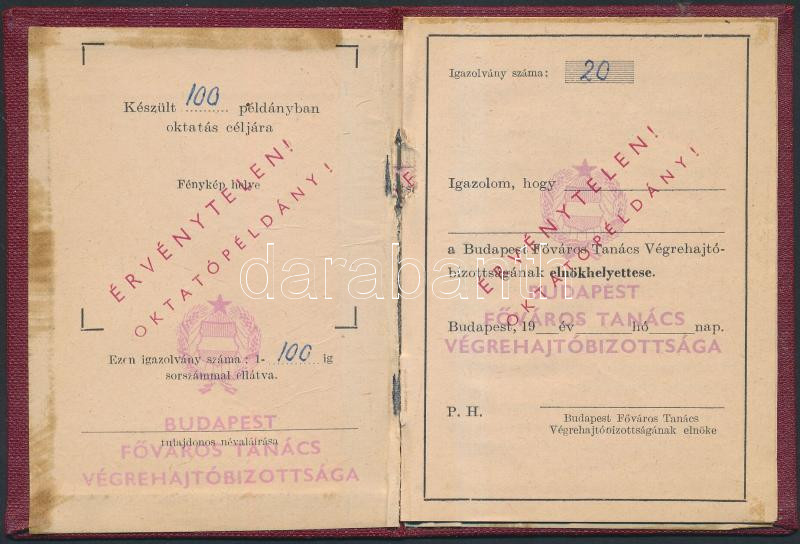 Készült 100 példányban
oktatás céljára
Fénykép helye
ÉRVÉNYTELEN!
OKTATÓPÉLDÁNY!
Ezen igazolvány száma: 1- 100 ig
sorszámmal ellátva.
tulajdonos névaláírása
BUDAPEST
FŐVÁROS TANÁCS
VÉGREHAJTÓBIZOTTSÁGA
Igazolvány száma: 20
Igazolom, hogy
a Budapest Főváros Tanács Végrehajtó-
bizottságának elnökhelyettese.
ÉRVÉNYTELEN!
OKTATÓPÉLDÁNY!
BUDAPEST
FŐVÁROS TANÁCS
VÉGREHAJTÓBIZOTTSÁGA
Budapest, 19 év hó nap.
P. H.
Budapest Főváros Tanács
Végrehajtóbizottságának elnöke
darabanth